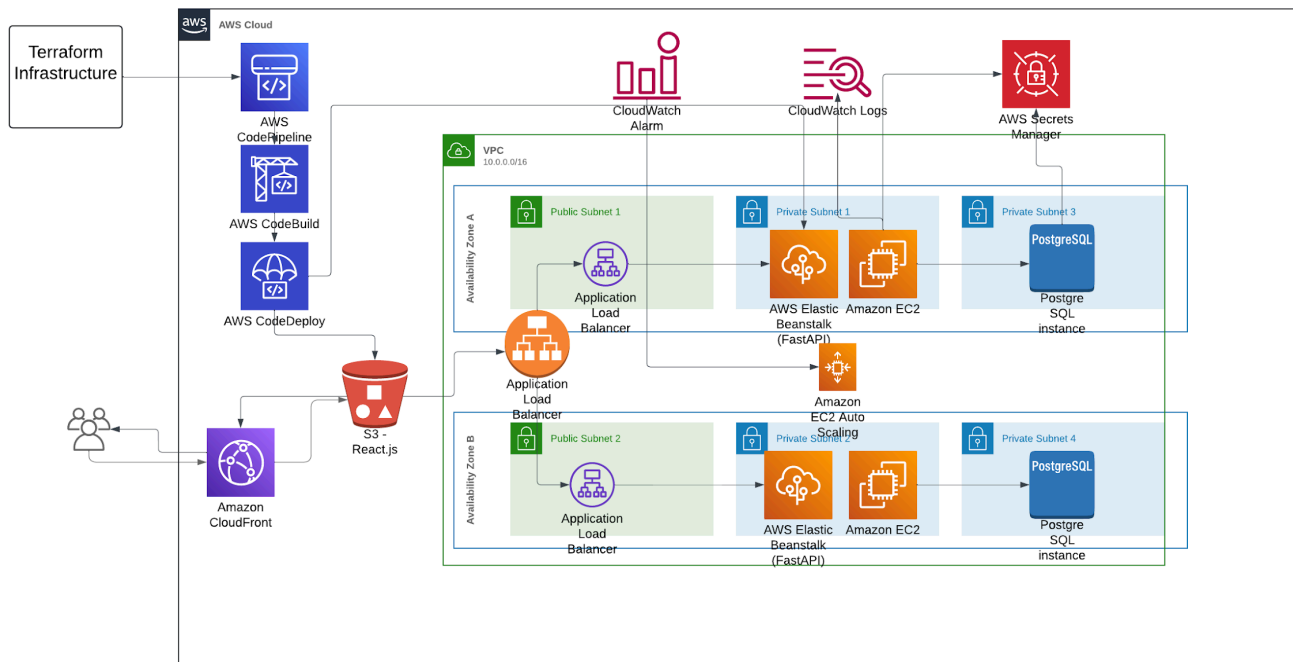 Terraform
Infrastructure
aws
AWS Cloud
AWS
CodePipeline
AWS CodeBuild
AWS CodeDeploy
S3 -
React.js
Amazon
CloudFront
CloudWatch
Alarm
CloudWatch Logs
AWS Secrets
Manager
VPC
10.0.0.0/16
Availability Zone A
Public Subnet 1
Application
Load
Balancer
Private Subnet 1
AWS Elastic
Beanstalk
(FastAPI)
Amazon EC2
Private Subnet 3
PostgreSQL
Postgre
SQL
instance
Application
Load
Balancer
Amazon
EC2 Auto
Scaling
Availability Zone B
Public Subnet 2
Application
Load
Balancer
Private Subnet 2
AWS Elastic
Beanstalk
(FastAPI)
Amazon EC2
Private Subnet 4
PostgreSQL
Postgre
SQL
instance